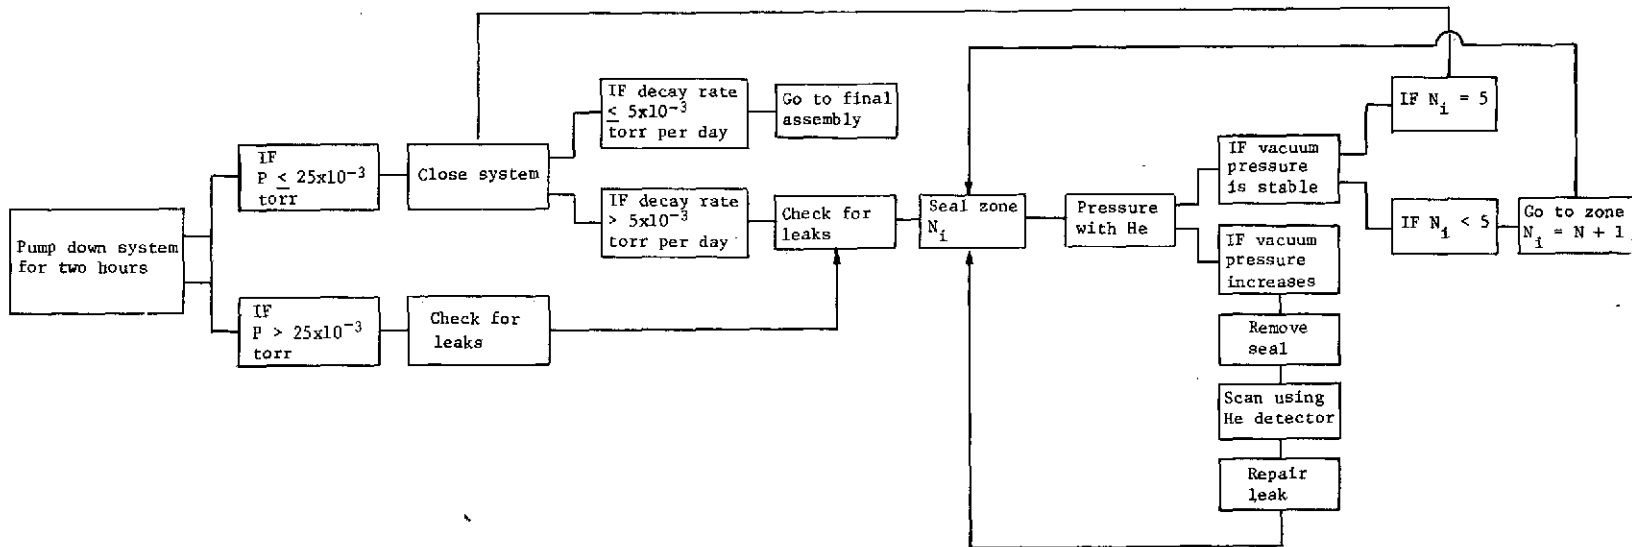 Pump down system
for two hours
IF
P ≤ 25x10⁻³
torr
IF
P > 25x10⁻³
torr
Close system
Check for
leaks
IF decay rate
≤ 5x10⁻³
torr per day
Go to final
assembly
IF decay rate
> 5x10⁻³
torr per day
Check for
leaks
Seal zone
Nᵢ
Pressure
with He
IF vacuum
pressure
is stable
IF Nᵢ = 5
IF Nᵢ < 5
Go to zone
Nᵢ = N + 1
IF vacuum
pressure
increases
Remove
seal
Scan using
He detector
Repair
leak